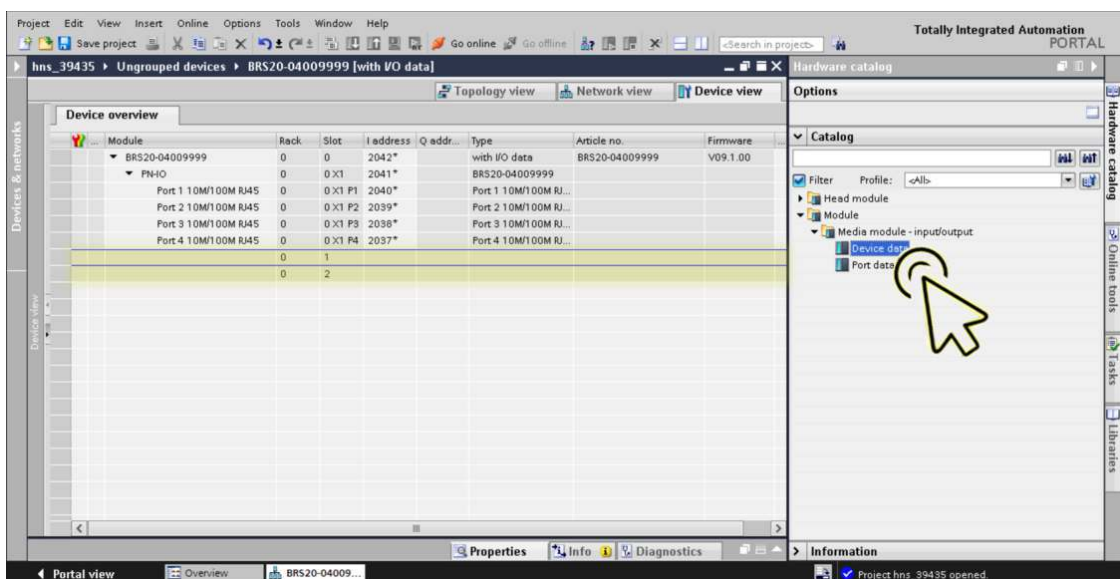 Project Edit View Insert Online Options Tools Window Help
Totally Integrated Automation
PORTAL
Save project Go online Go offline <Search in project>
hns_39435 ▸ Ungrouped devices ▸ BRS20-04009999 [with I/O data]
Hardware catalog
Topology view Network view Device view
Options
Device overview
Catalog
... Module Rack Slot I address Q addr... Type Article no. Firmware ...
BRS20-04009999 0 0 2042* with I/O data BRS20-04009999 V09.1.00
PN-IO 0 0 X1 2041* BRS20-04009999
Port 1 10M/100M RJ45 0 0 X1 P1 2040* Port 1 10M/100M RJ...
Port 2 10M/100M RJ45 0 0 X1 P2 2039* Port 2 10M/100M RJ...
Port 3 10M/100M RJ45 0 0 X1 P3 2038* Port 3 10M/100M RJ...
Port 4 10M/100M RJ45 0 0 X1 P4 2037* Port 4 10M/100M RJ...
0 1
0 2
Filter Profile: <All>
Head module
Module
Media module - input/output
Device data
Port data
Devices & networks
Device view
Hardware catalog
Online tools
Tasks
Libraries
Properties Info Diagnostics
Information
Portal view Overview BRS20-04009...
Project hns_39435 opened.